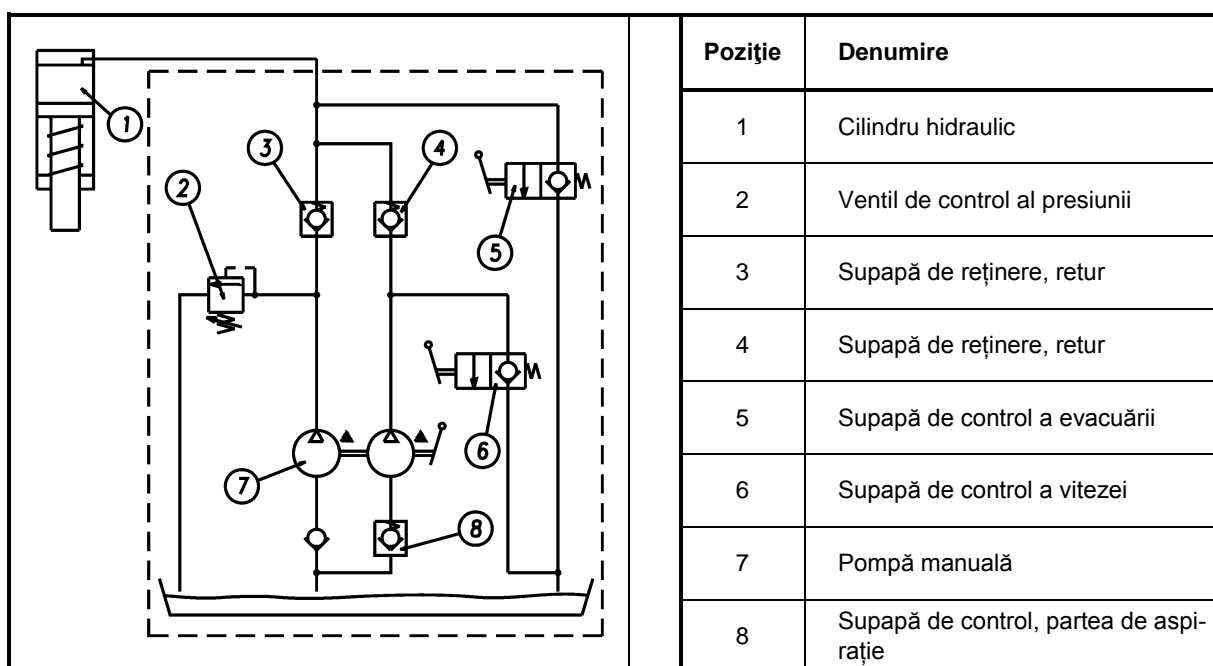 1
2
3
4
5
6
7
8
Poziţie Denumire
1 Cilindru hidraulic
2 Ventil de control al presiunii
3 Supapă de reținere, retur
4 Supapă de reținere, retur
5 Supapă de control a evacuării
6 Supapă de control a vitezei
7 Pompă manuală
8 Supapă de control, partea de aspi-
rație